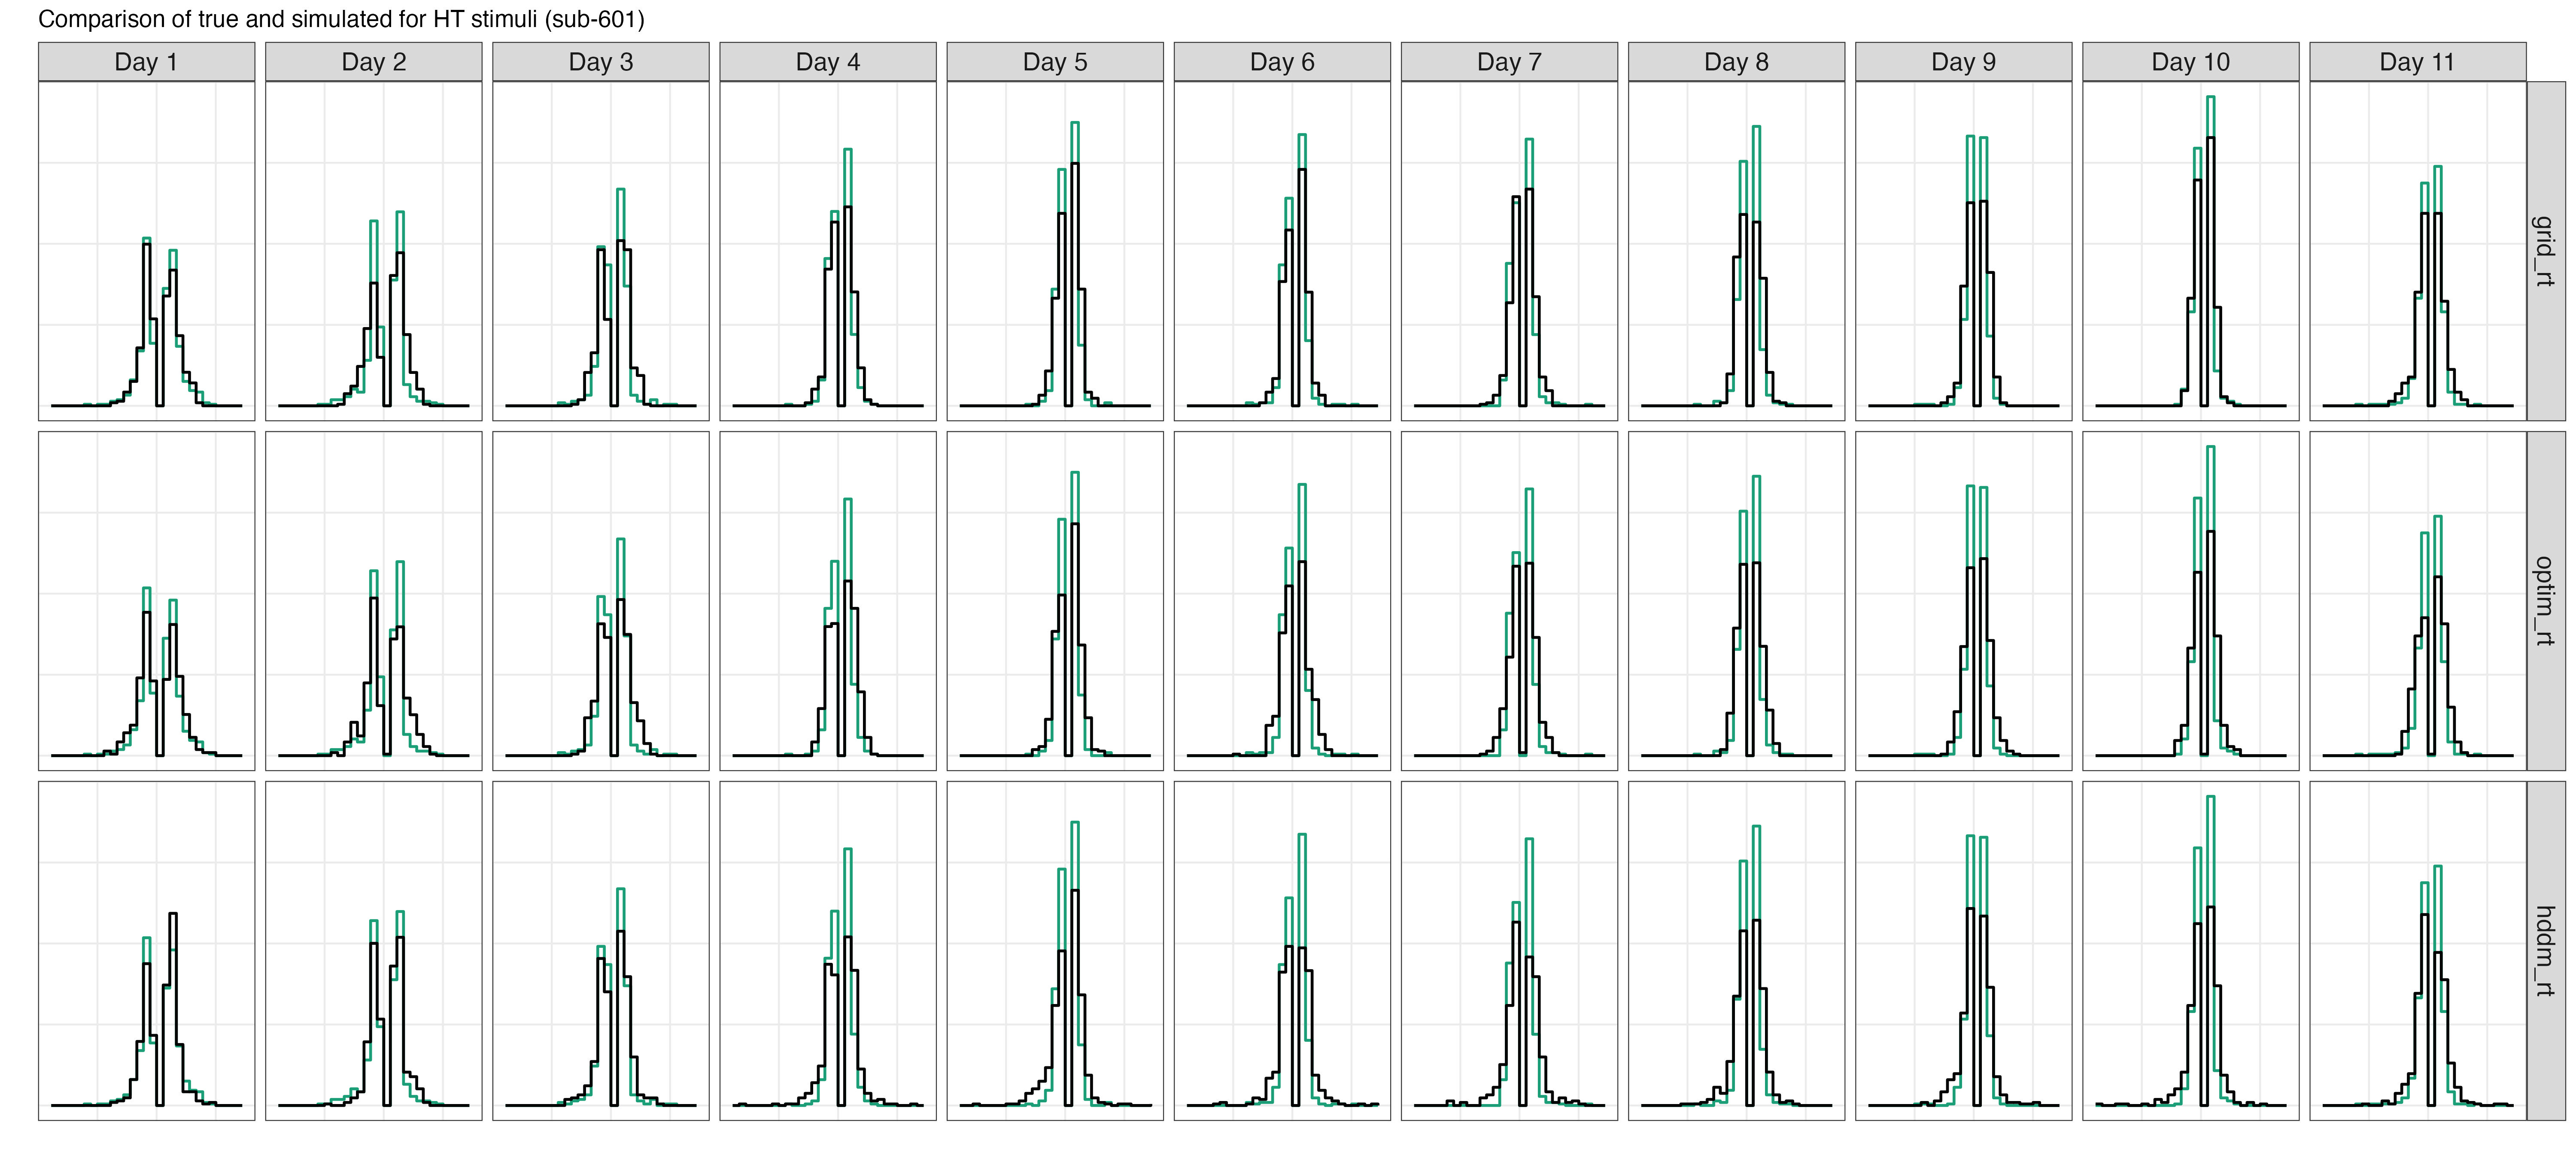 Comparison of true and simulated for HT stimuli (sub-601)
Day 1
Day 2
Day 3
Day 4
Day 5
Day 6
Day 7
Day 8
Day 9
Day 10
Day 11
grid_rt
optim_rt
hddm_rt